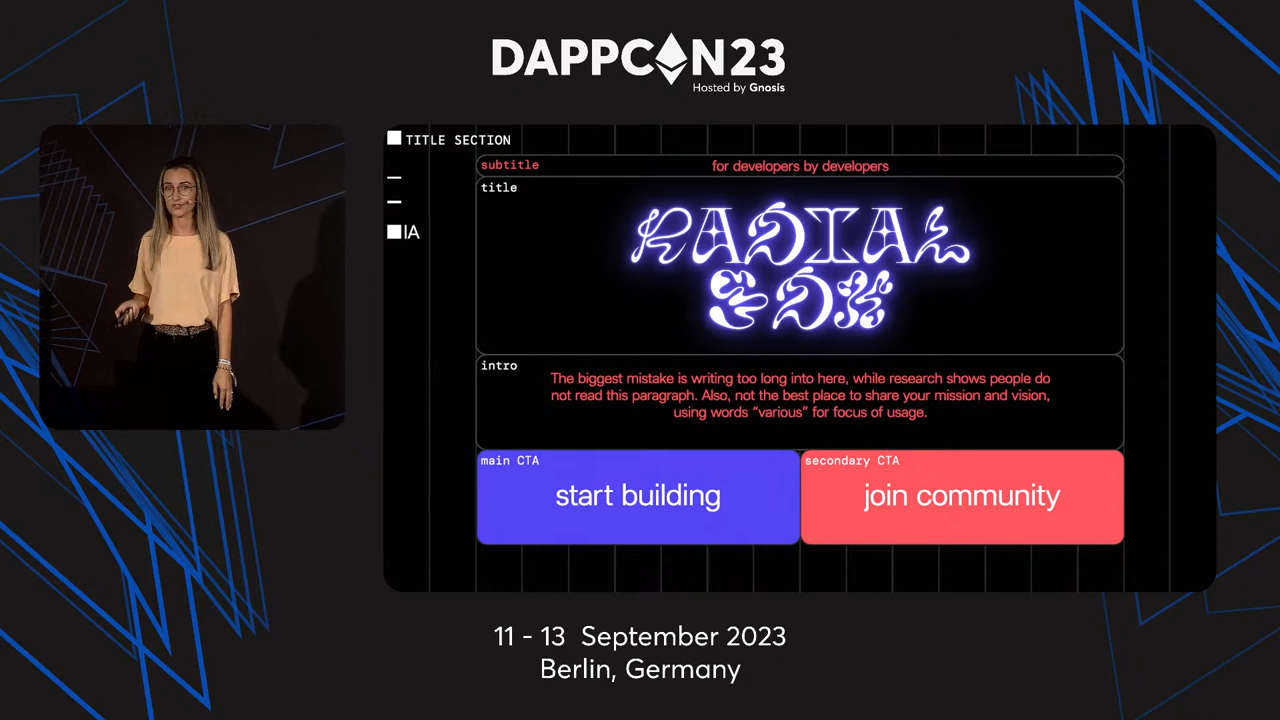 DAPPCON23
Hosted by Gnosis
TITLE SECTION
IA
subtitle
for developers by developers
title
RADIAL
SDK
intro
The biggest mistake is writing too long into here, while research shows people do
not read this paragraph. Also, not the best place to share your mission and vision,
using words “various” for focus of usage.
main CTA
start building
secondary CTA
join community
11 - 13 September 2023
Berlin, Germany